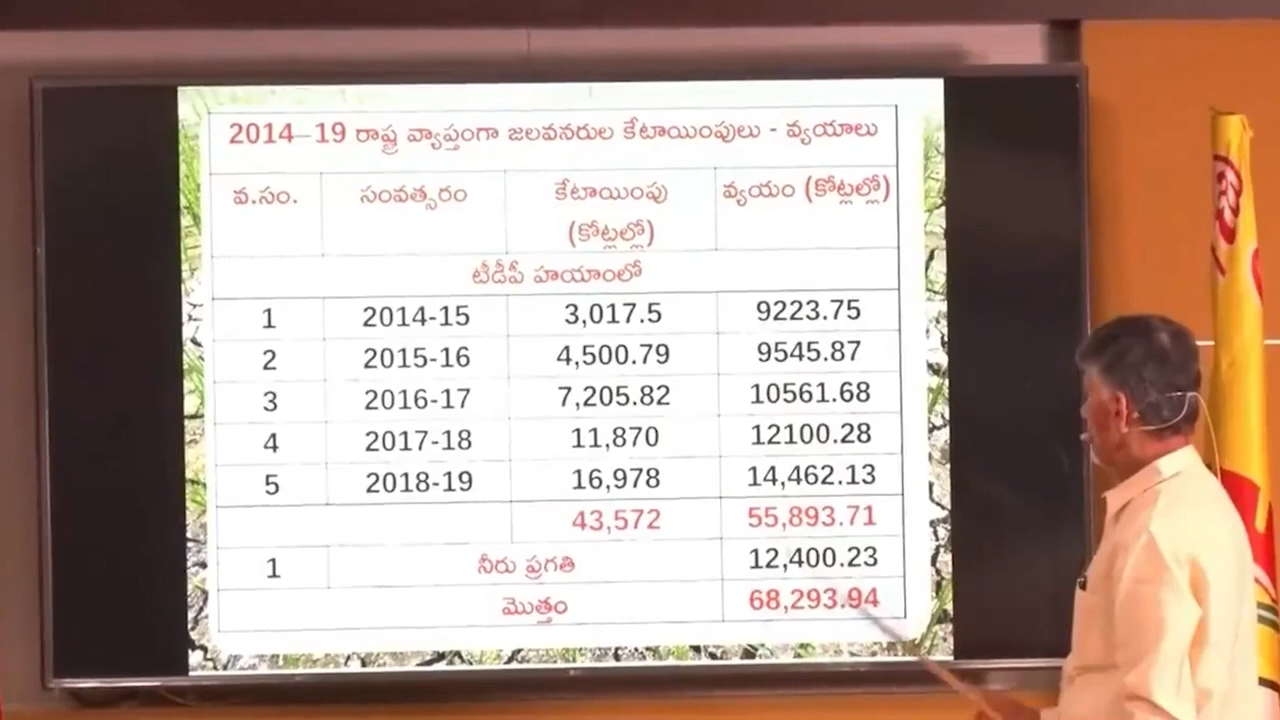 2014–19 రాష్ట్ర వ్యాప్తంగా జలవనరుల కేటాయింపులు - వ్యయాలు
వ.సం. సంవత్సరం కేటాయింపు (కోట్లల్లో) వ్యయం (కోట్లల్లో)
టీడీపీ హయాంలో
1 2014-15 3,017.5 9223.75
2 2015-16 4,500.79 9545.87
3 2016-17 7,205.82 10561.68
4 2017-18 11,870 12100.28
5 2018-19 16,978 14,462.13
43,572 55,893.71
1 నీరు ప్రగతి 12,400.23
మొత్తం 68,293.94